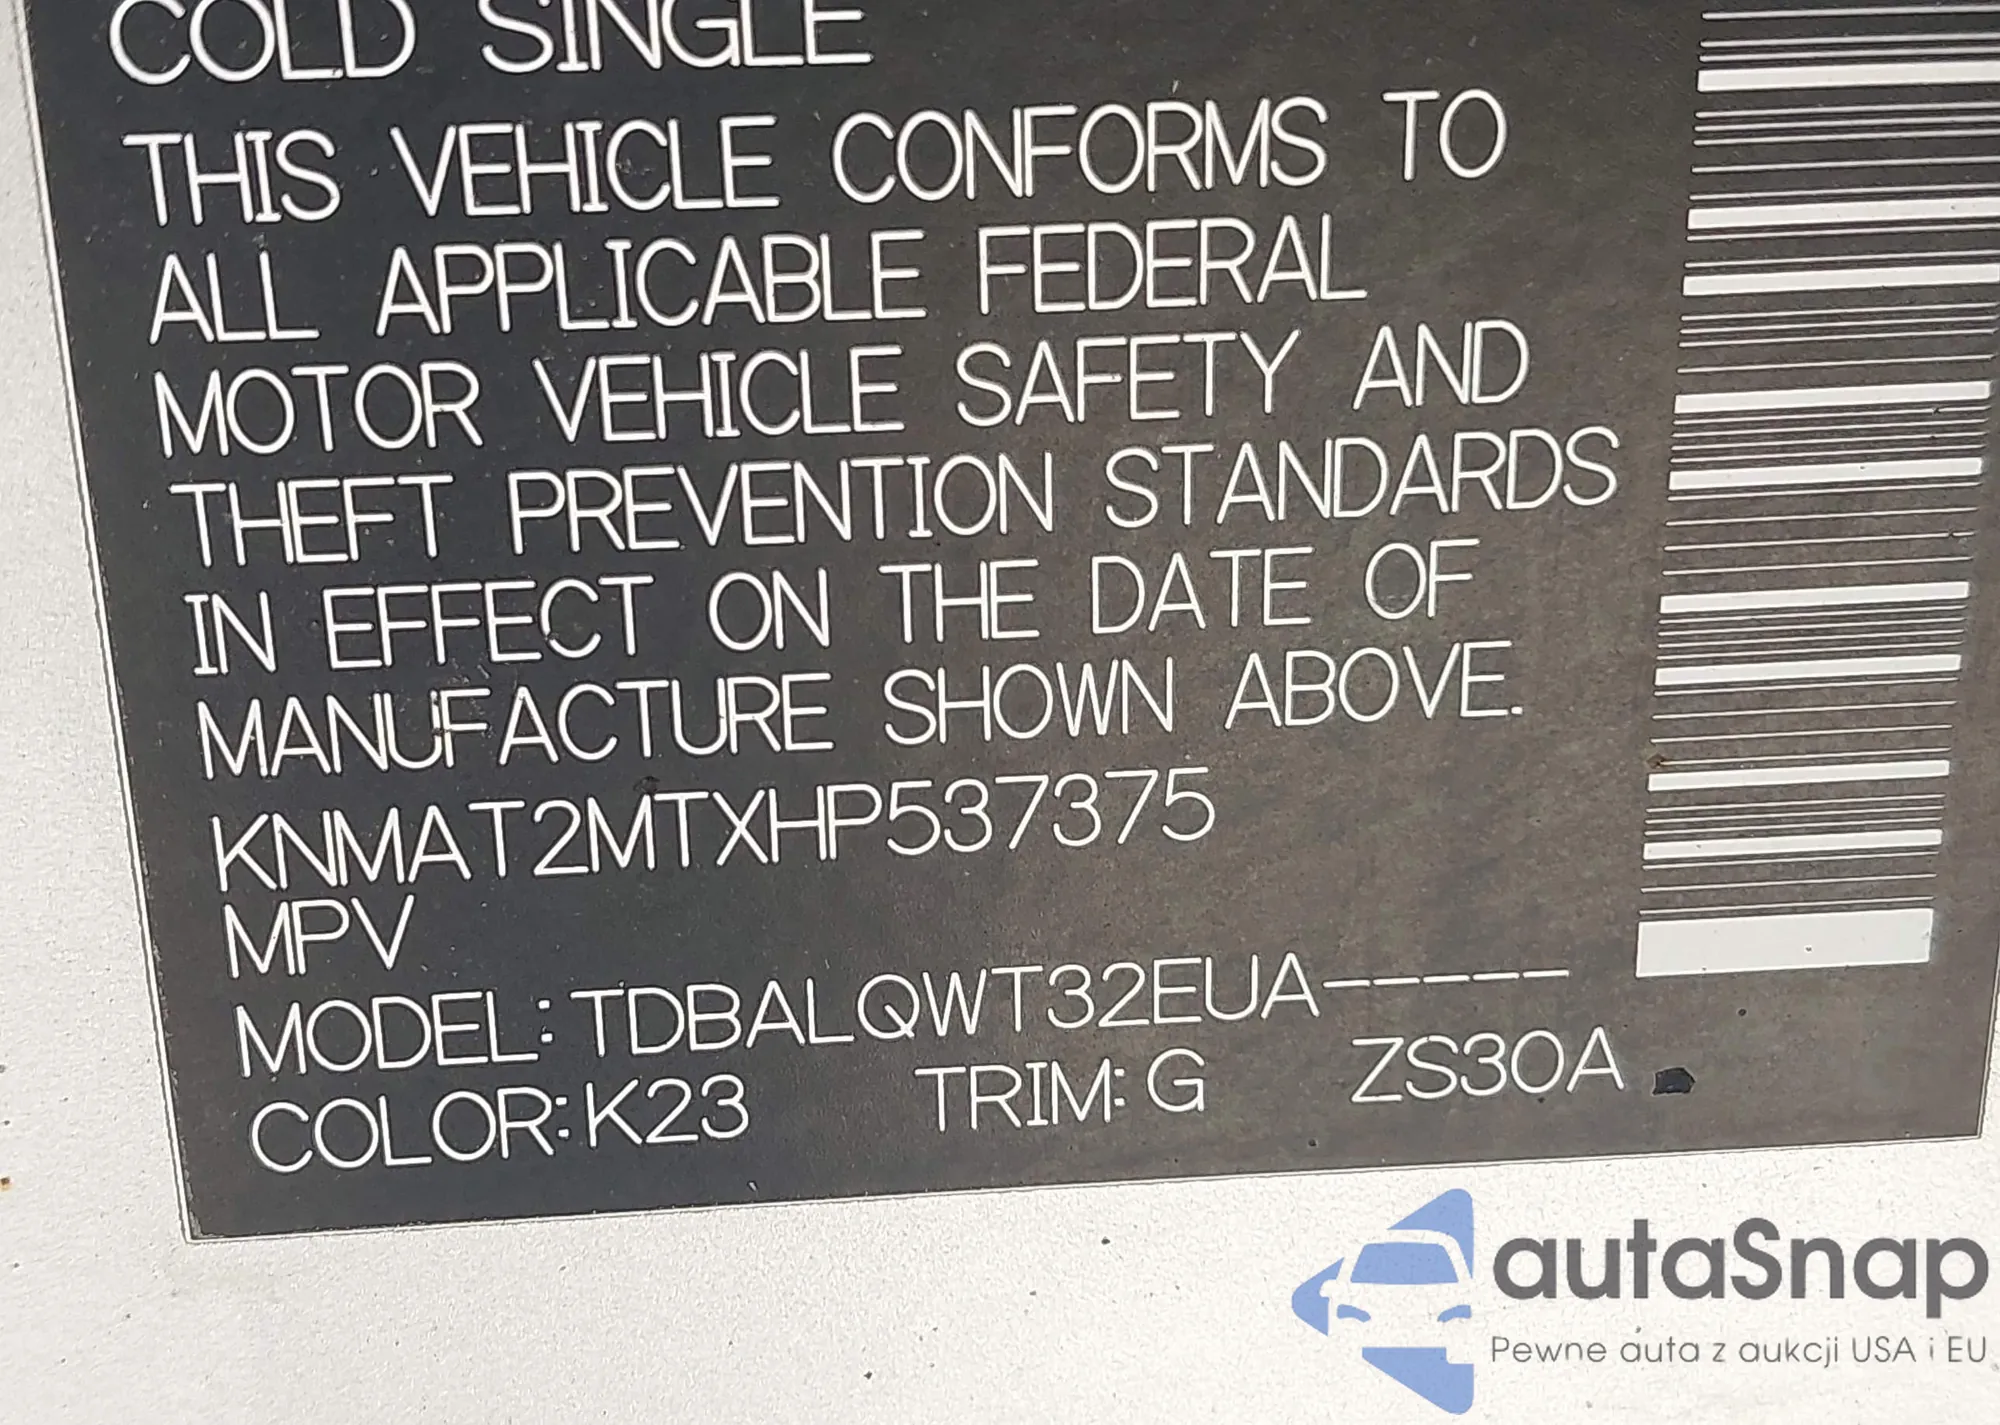 COLD SINGLE
THIS VEHICLE CONFORMS TO
ALL APPLICABLE FEDERAL
MOTOR VEHICLE SAFETY AND
THEFT PREVENTION STANDARDS
IN EFFECT ON THE DATE OF
MANUFACTURE SHOWN ABOVE.
KNMAT2MTXHP537375
MPV
MODEL:TDBALQWT32EUA-----
COLOR:K23 TRIM:G ZS30A
autaSnap
Pewne auta z aukcji USA i EU